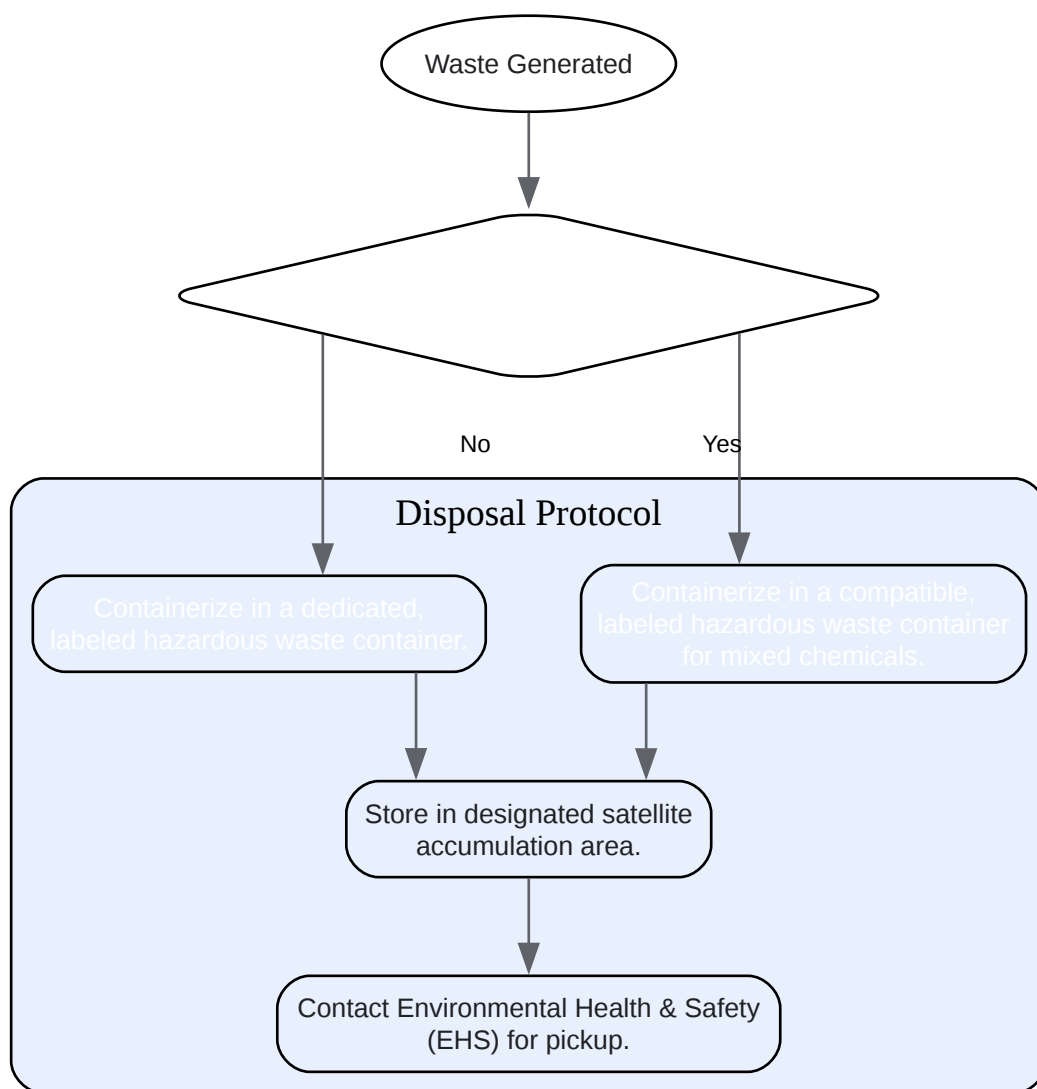 Waste Generated
No
Yes
Disposal Protocol
Containerize in a dedicated,
labeled hazardous waste container.
Containerize in a compatible,
labeled hazardous waste container
for mixed chemicals.
Store in designated satellite
accumulation area.
Contact Environmental Health & Safety
(EHS) for pickup.